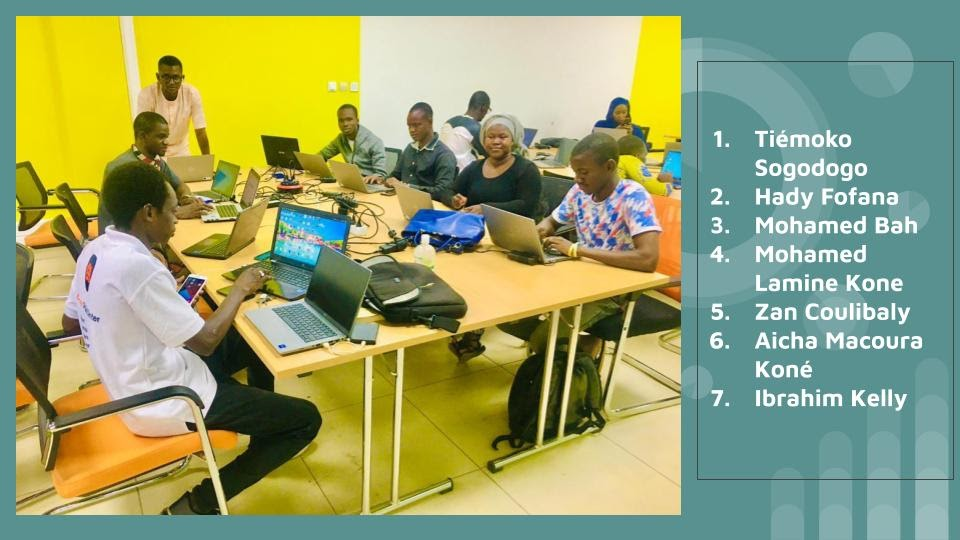 1. Tiémoko
Sogodogo
2. Hady Fofana
3. Mohamed Bah
4. Mohamed
Lamine Kone
5. Zan Coulibaly
6. Aicha Macoura
Koné
7. Ibrahim Kelly